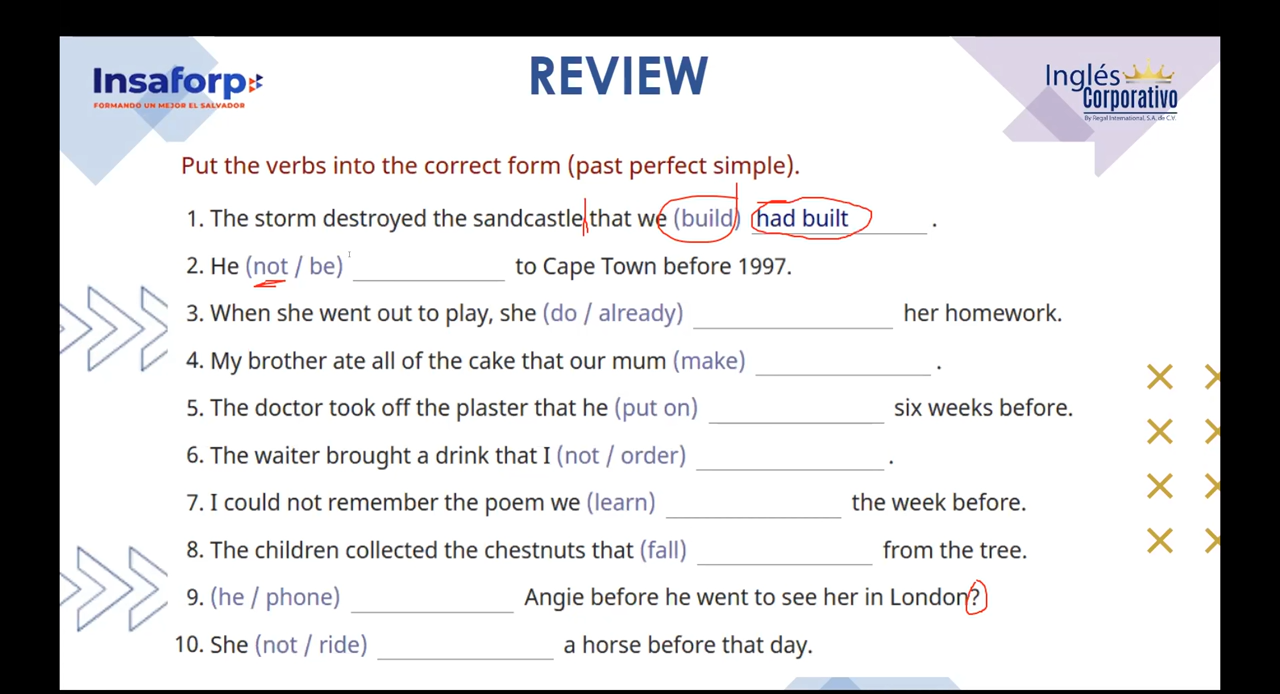 Insaforp
FORMANDO UN MEJOR EL SALVADOR
REVIEW
Inglés
Corporativo
By Regal International, S.A. de C.V.
Put the verbs into the correct form (past perfect simple).
1. The storm destroyed the sandcastle that we (build) had built .
2. He (not / be) to Cape Town before 1997.
3. When she went out to play, she (do / already) her homework.
4. My brother ate all of the cake that our mum (make) .
5. The doctor took off the plaster that he (put on) six weeks before.
6. The waiter brought a drink that I (not / order) .
7. I could not remember the poem we (learn) the week before.
8. The children collected the chestnuts that (fall) from the tree.
9. (he / phone) Angie before he went to see her in London?
10. She (not / ride) a horse before that day.